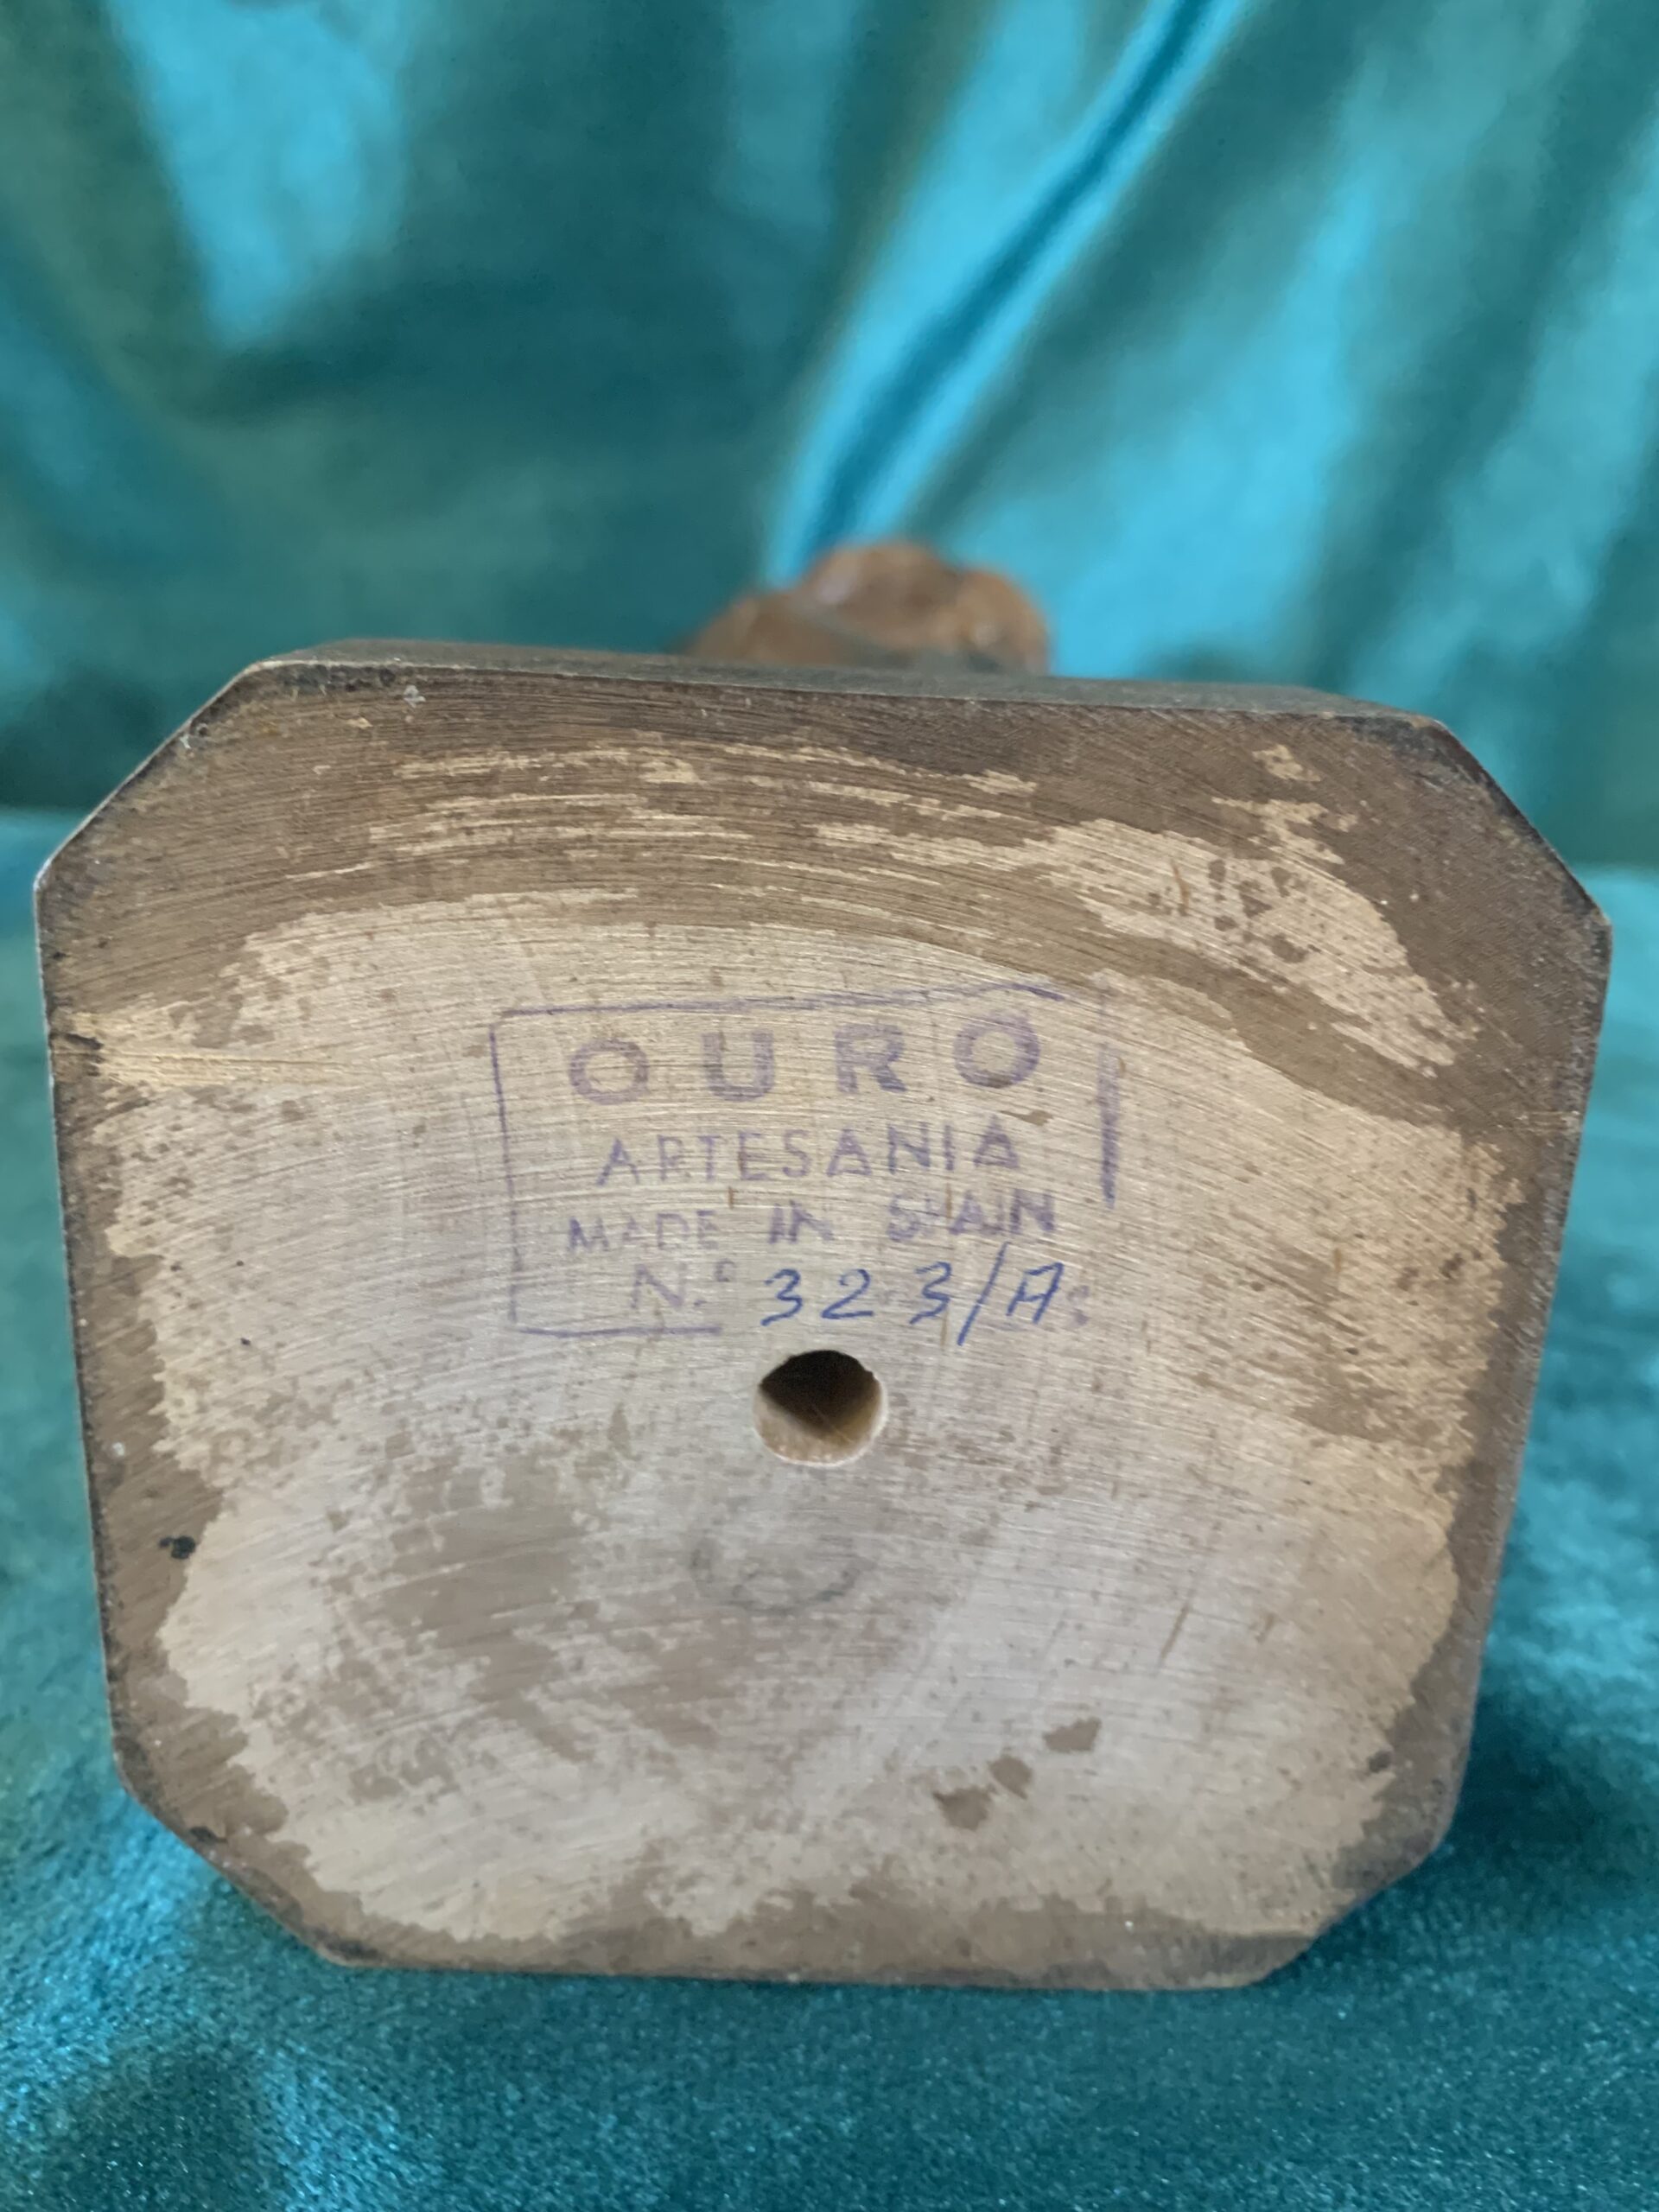 OURO
ARTESANIA
MADE IN SPAIN
N.º 323/A